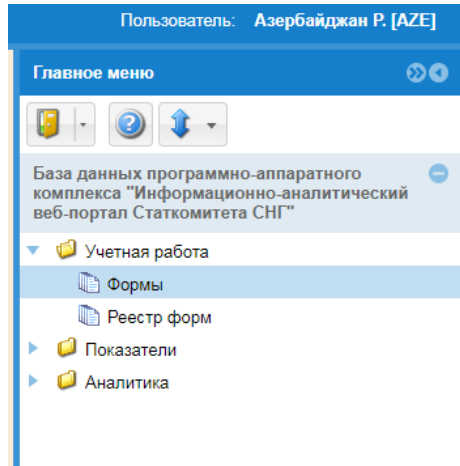 Пользователь: Азербайджан Р. [AZE]
Главное меню
База данных программно-аппаратного
комплекса "Информационно-аналитический
веб-портал Статкомитета СНГ"
Учетная работа
Формы
Реестр форм
Показатели
Аналитика